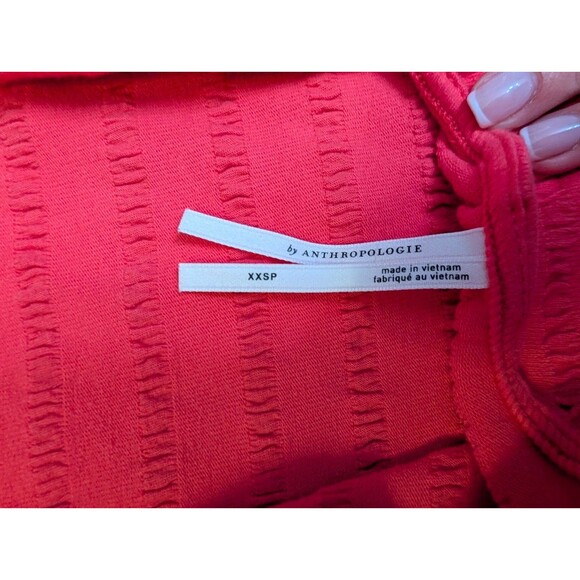 by ANTHROPOLOGIE
XXSP
made in vietnam
fabriqué au vietnam